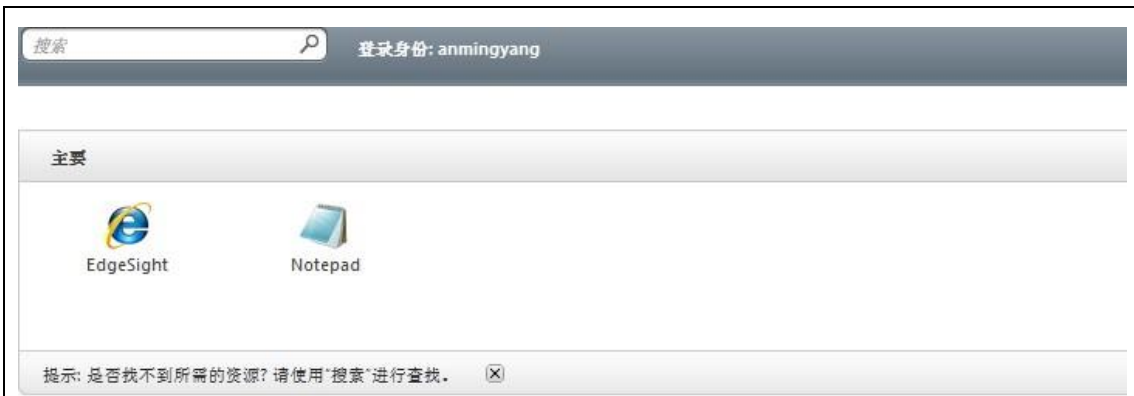 搜索
登录身份: anmingyang
主要
EdgeSight
Notepad
提示: 是否找不到所需的资源? 请使用"搜索"进行查找。